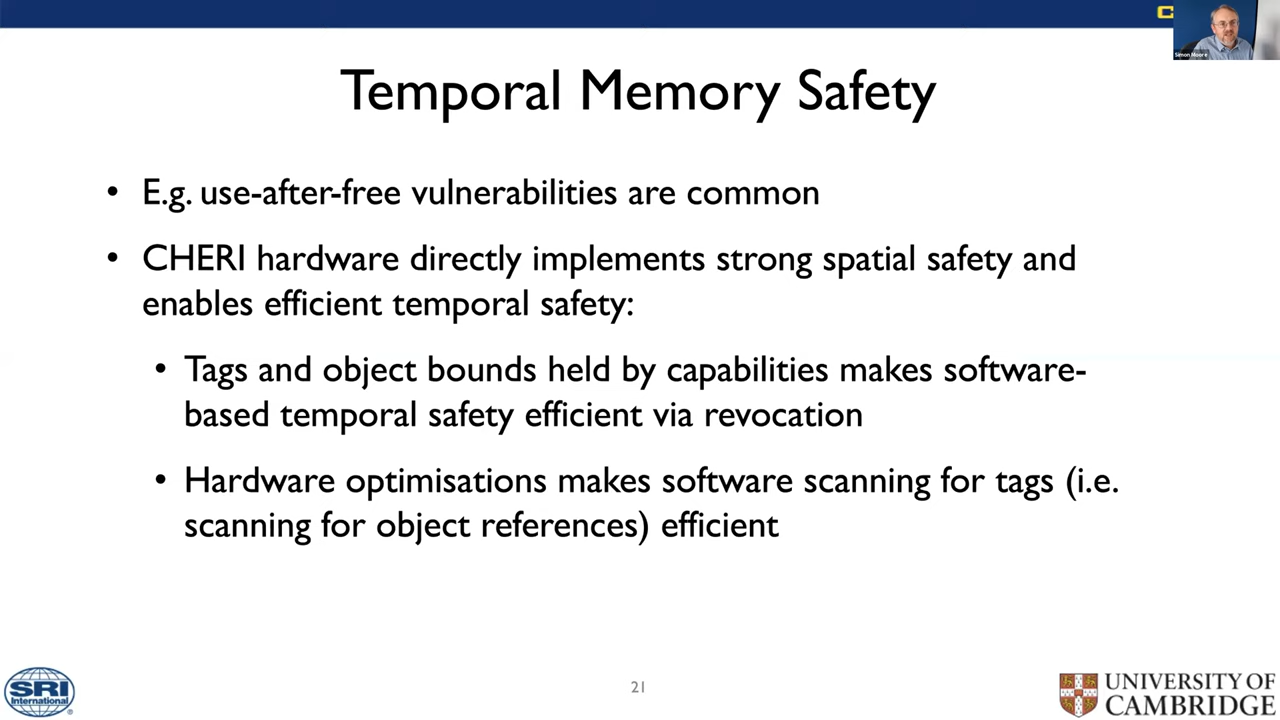 C
Simon Moore
Temporal Memory Safety
• E.g. use-after-free vulnerabilities are common
• CHERI hardware directly implements strong spatial safety and
enables efficient temporal safety:
• Tags and object bounds held by capabilities makes software-
based temporal safety efficient via revocation
• Hardware optimisations makes software scanning for tags (i.e.
scanning for object references) efficient
SRI
International
®
21
UNIVERSITY OF
CAMBRIDGE